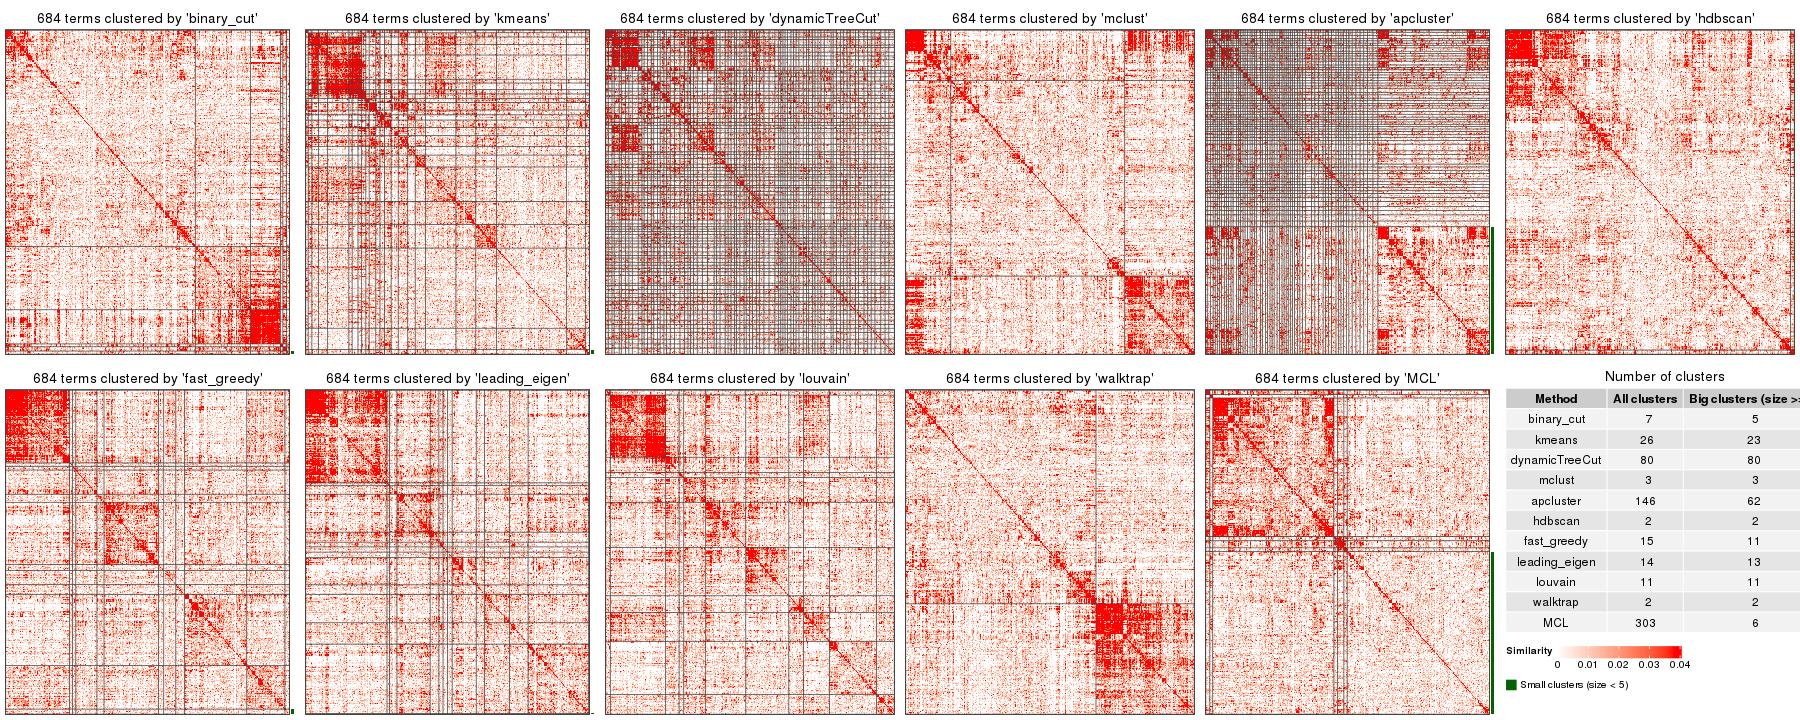 684 terms clustered by 'binary_cut'
684 terms clustered by 'kmeans'
684 terms clustered by 'dynamicTreeCut'
684 terms clustered by 'mclust'
684 terms clustered by 'apcluster'
684 terms clustered by 'hdbscan'
684 terms clustered by 'fast_greedy'
684 terms clustered by 'leading_eigen'
684 terms clustered by 'louvain'
684 terms clustered by 'walktrap'
684 terms clustered by 'MCL'
Number of clusters
Method All clusters Big clusters (size >=
binary_cut 7 5
kmeans 26 23
dynamicTreeCut 80 80
mclust 3 3
apcluster 146 62
hdbscan 2 2
fast_greedy 15 11
leading_eigen 14 13
louvain 11 11
walktrap 2 2
MCL 303 6
Similarity
0 0.01 0.02 0.03 0.04
Small clusters (size < 5)